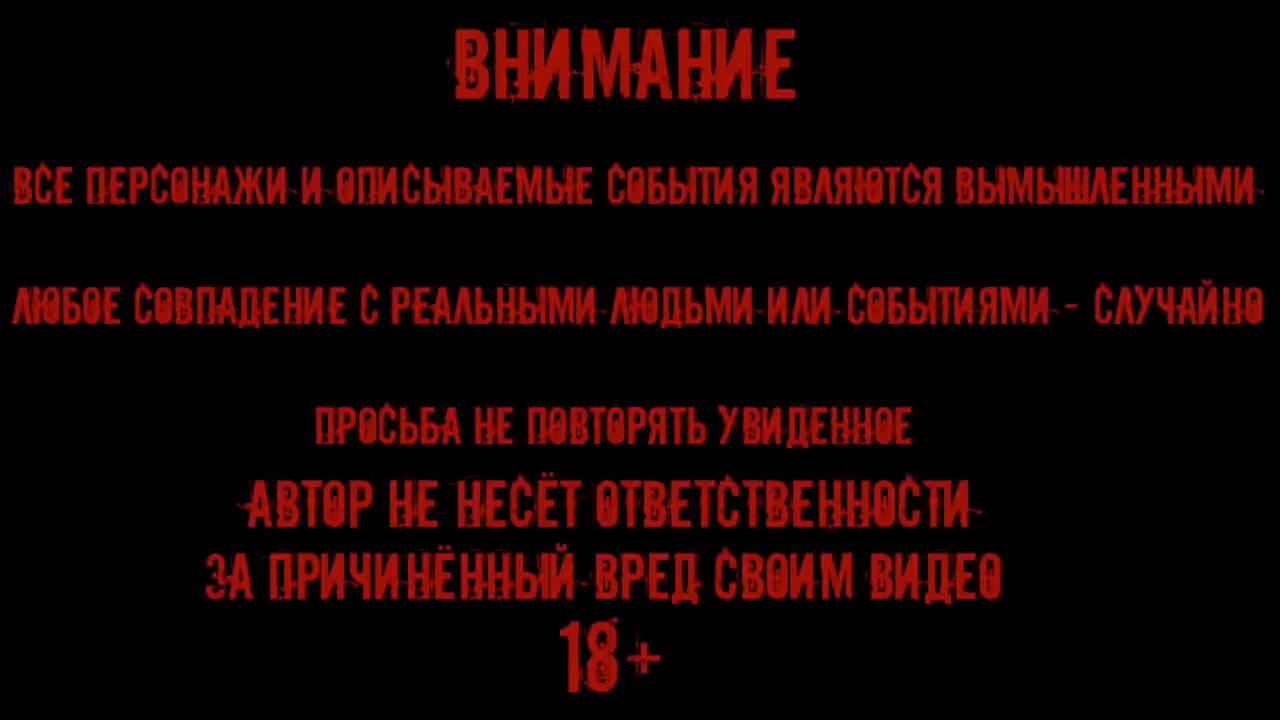 ВНИМАНИЕ
ВСЕ ПЕРСОНАЖИ И ОПИСЫВАЕМЫЕ СОБЫТИЯ ЯВЛЯЮТСЯ ВЫМЫШЛЕННЫМИ
ЛЮБОЕ СОВПАДЕНИЕ С РЕАЛЬНЫМИ ЛЮДЬМИ ИЛИ СОБЫТИЯМИ - СЛУЧАЙНО
ПРОСЬБА НЕ ПОВТОРЯТЬ УВИДЕННОЕ
АВТОР НЕ НЕСЁТ ОТВЕТСТВЕННОСТИ
ЗА ПРИЧИНЁННЫЙ ВРЕД СВОИМ ВИДЕО
18+